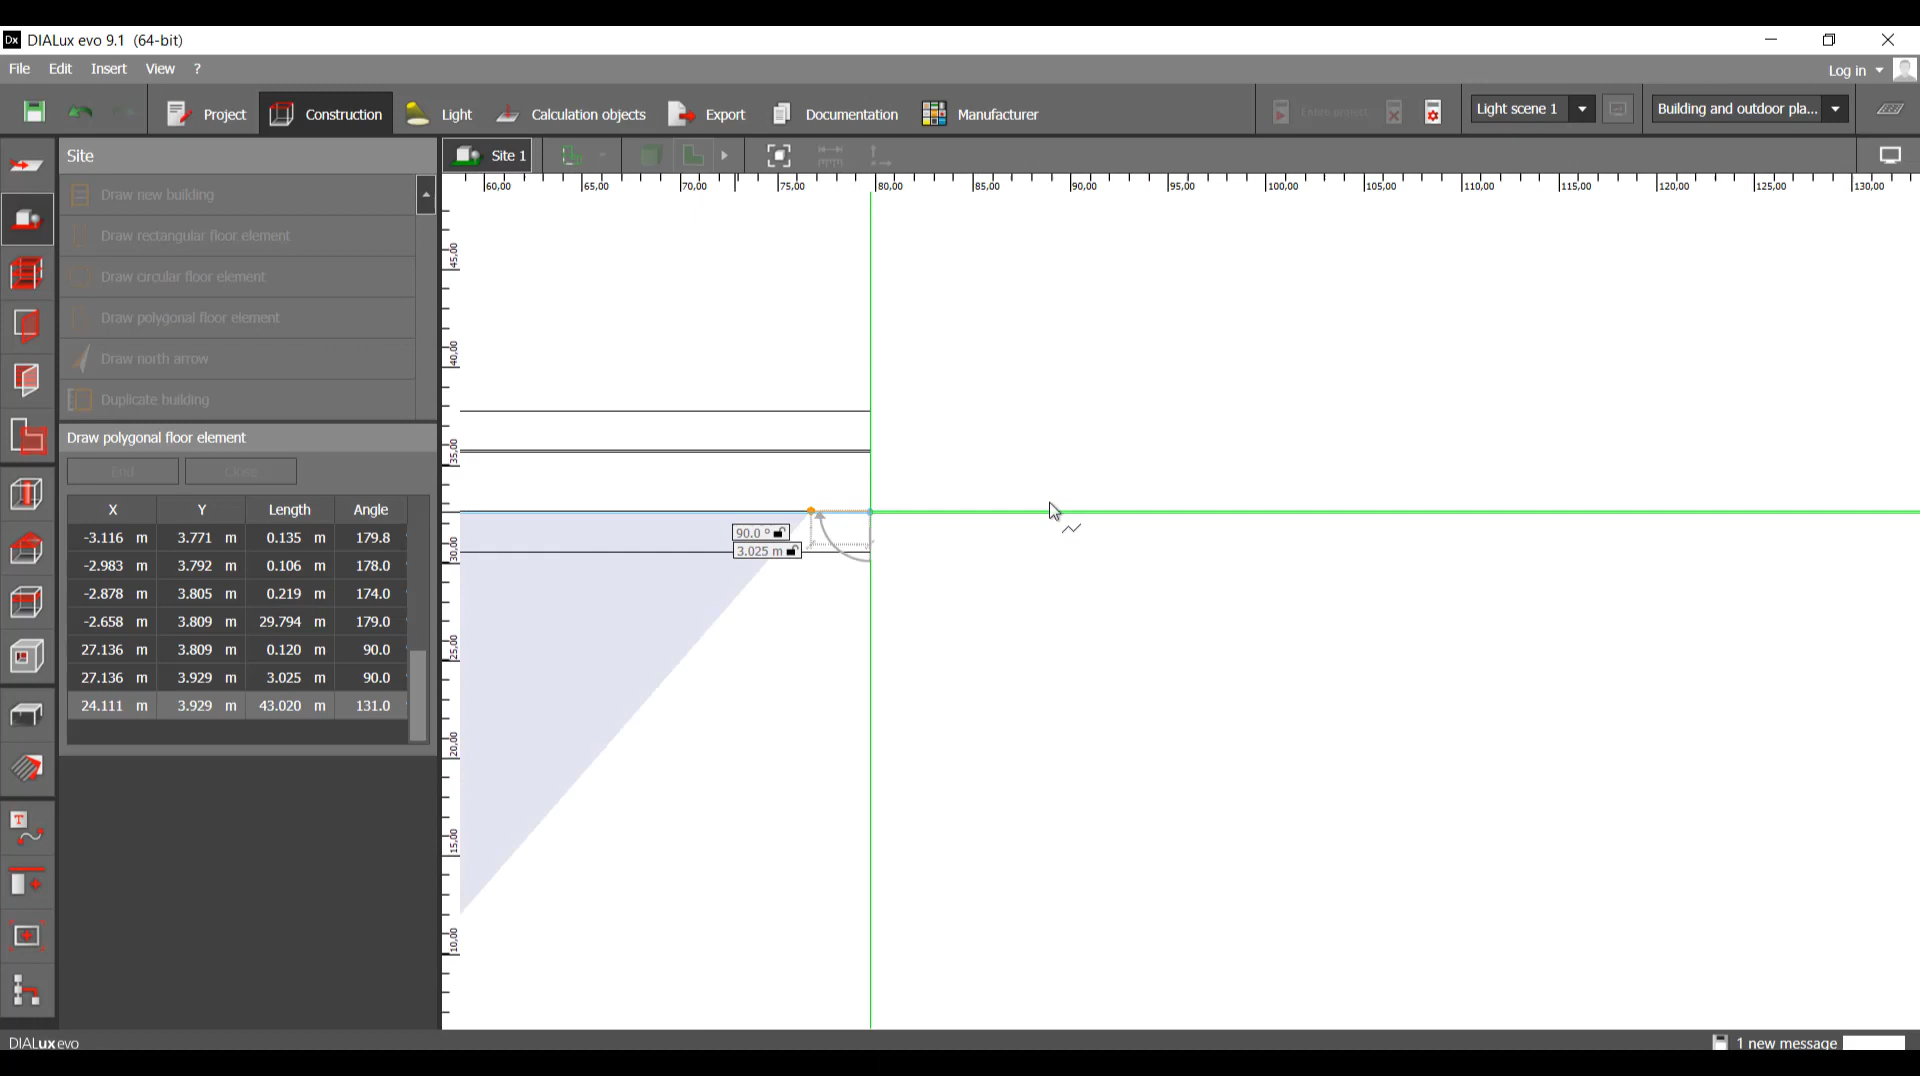 Dx DIALux evo 9.1 (64-bit)
File Edit Insert View ?
Log in
Project Construction Light Calculation objects Export Documentation Manufacturer Entire project Light scene 1 Building and outdoor pla...
Site
Site 1
60,00 65,00 70,00 75,00 80,00 85,00 90,00 95,00 100,00 105,00 110,00 115,00 120,00 125,00 130,00
Draw new building
Draw rectangular floor element
Draw circular floor element
Draw polygonal floor element
Draw north arrow
Duplicate building
Draw polygonal floor element
End Close
X Y Length Angle
-3.116 m 3.771 m 0.135 m 179.8
-2.983 m 3.792 m 0.106 m 178.0
-2.878 m 3.805 m 0.219 m 174.0
-2.658 m 3.809 m 29.794 m 179.0
27.136 m 3.809 m 0.120 m 90.0
27.136 m 3.929 m 3.025 m 90.0
24.111 m 3.929 m 43.020 m 131.0
45,00
40,00
35,00
30,00
25,00
20,00
15,00
10,00
90.0 °
3.025 m
T
DIALux evo
1 new message